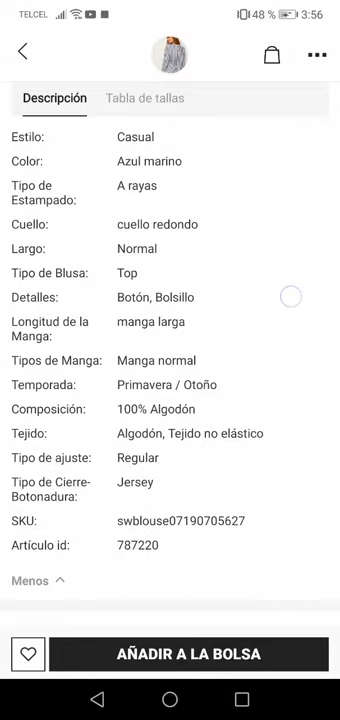 TELCEL 48 % 3:56
Descripción Tabla de tallas
Estilo: Casual
Color: Azul marino
Tipo de Estampado: A rayas
Cuello: cuello redondo
Largo: Normal
Tipo de Blusa: Top
Detalles: Botón, Bolsillo
Longitud de la Manga: manga larga
Tipos de Manga: Manga normal
Temporada: Primavera / Otoño
Composición: 100% Algodón
Tejido: Algodón, Tejido no elástico
Tipo de ajuste: Regular
Tipo de Cierre-Botonadura: Jersey
SKU: swblouse07190705627
Artículo id: 787220
Menos
AÑADIR A LA BOLSA